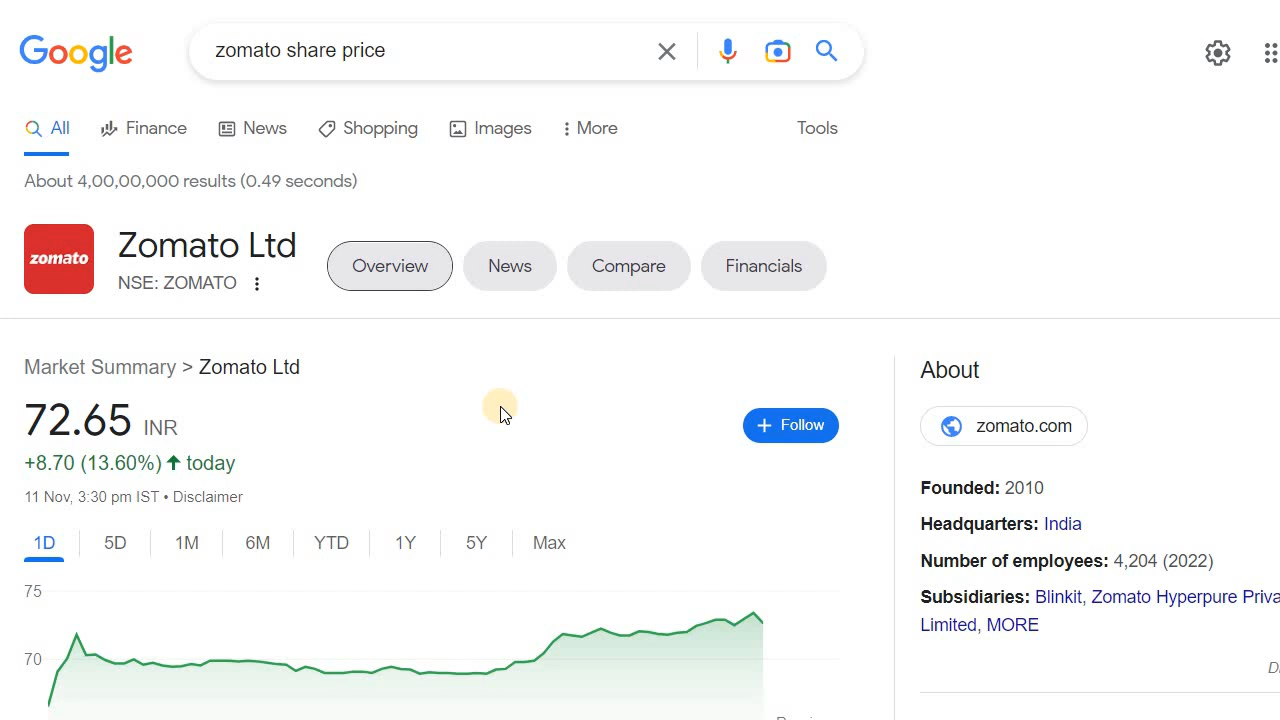 Google
zomato share price
All Finance News Shopping Images More Tools
About 4,00,00,000 results (0.49 seconds)
zomato
Zomato Ltd
NSE: ZOMATO
Overview News Compare Financials
Market Summary > Zomato Ltd
72.65 INR
+8.70 (13.60%) today
11 Nov, 3:30 pm IST • Disclaimer
+ Follow
1D 5D 1M 6M YTD 1Y 5Y Max
75
70
About
zomato.com
Founded: 2010
Headquarters: India
Number of employees: 4,204 (2022)
Subsidiaries: Blinkit, Zomato Hyperpure
Limited, MORE